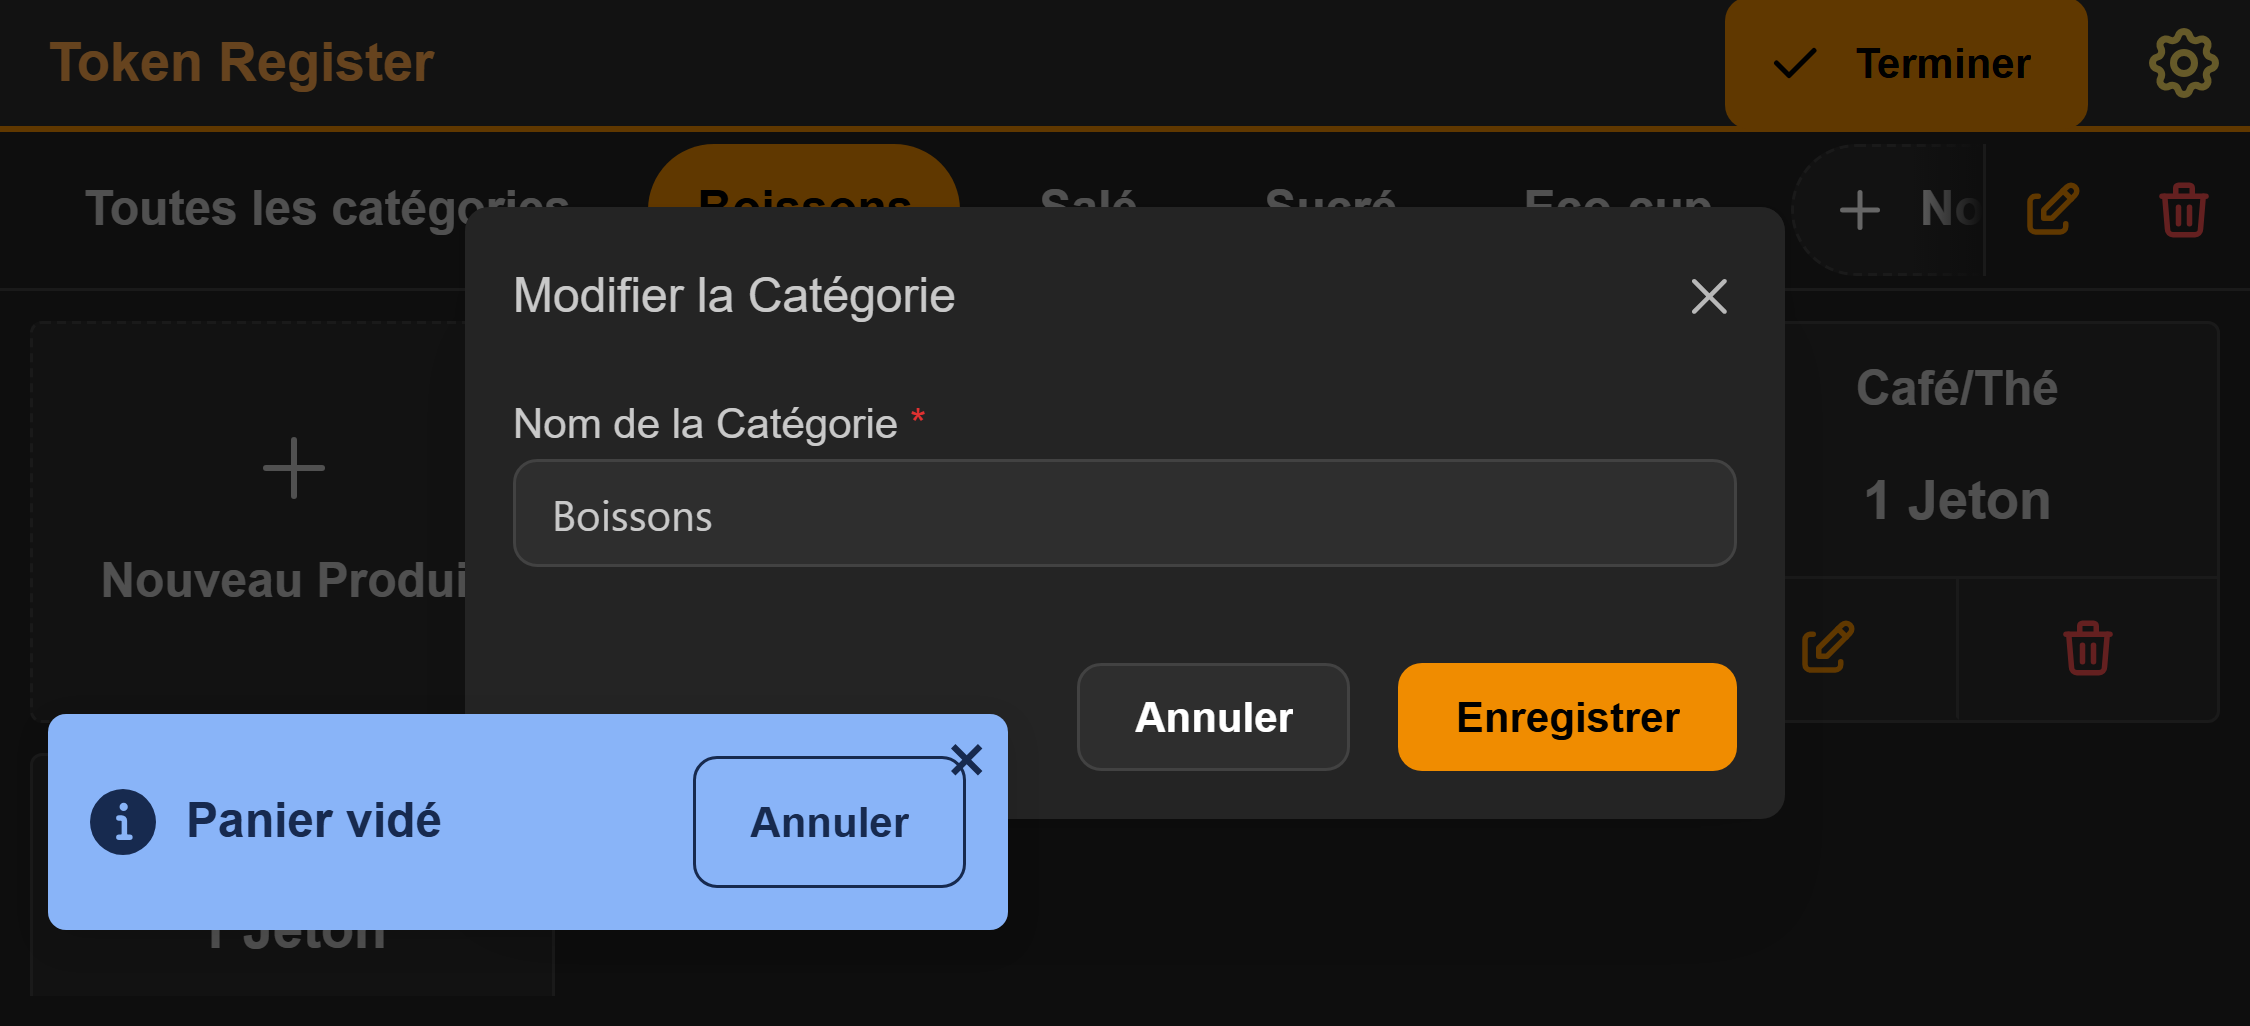 Token Register
Terminer
Toutes les catégories
Boissons
Salé
Sucré
Eco-cup
No
Modifier la Catégorie
Nom de la Catégorie *
Boissons
Annuler
Enregistrer
Nouveau Produi
Café/Thé
1 Jeton
Panier vidé
Annuler
1 Jeton